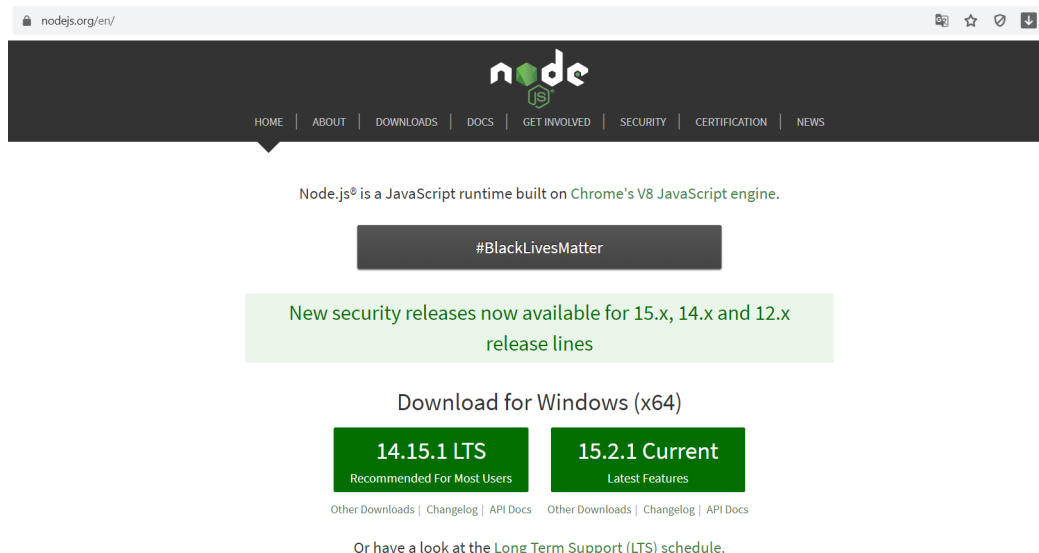 nodejs.org/en/
node
JS
HOME | ABOUT | DOWNLOADS | DOCS | GET INVOLVED | SECURITY | CERTIFICATION | NEWS
Node.js® is a JavaScript runtime built on Chrome's V8 JavaScript engine.
#BlackLivesMatter
New security releases now available for 15.x, 14.x and 12.x
release lines
Download for Windows (x64)
14.15.1 LTS
Recommended For Most Users
15.2.1 Current
Latest Features
Other Downloads | Changelog | API Docs
Other Downloads | Changelog | API Docs
Or have a look at the Long Term Support (LTS) schedule.